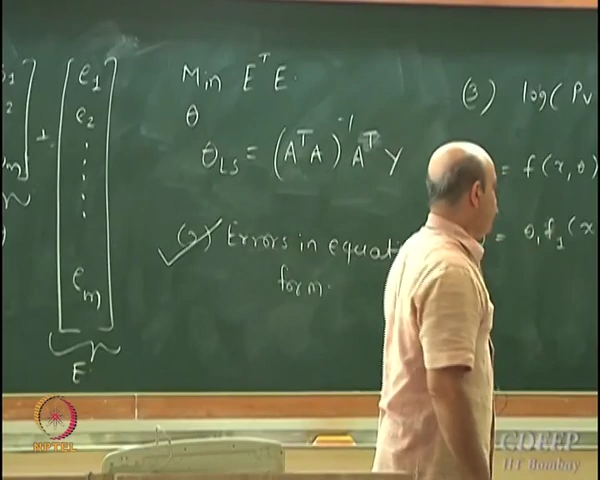 e1
e2
em
E
Min E^T E.
θ
θ_LS = (A^T A)^-1 A^T Y
Errors in equati
form.
(3) log( Pv
= f(x, θ)
= θ1 f1 (x
NPTEL
CDEEP
IIT Bombay